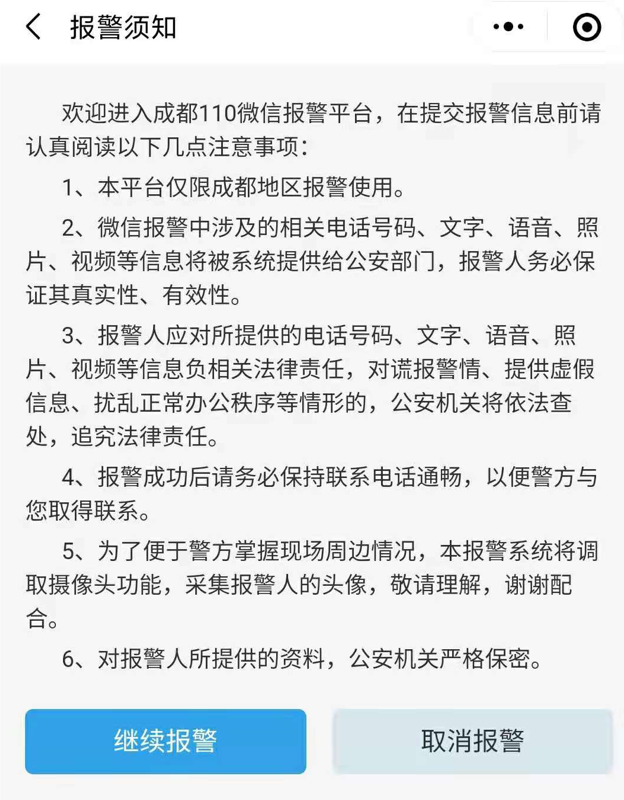 报警须知
欢迎进入成都110微信报警平台，在提交报警信息前请
认真阅读以下几点注意事项：
1、本平台仅限成都地区报警使用。
2、微信报警中涉及的相关电话号码、文字、语音、照
片、视频等信息将被系统提供给公安部门，报警人务必保
证其真实性、有效性。
3、报警人应对所提供的电话号码、文字、语音、照
片、视频等信息负相关法律责任，对谎报警情、提供虚假
信息、扰乱正常办公秩序等情形的，公安机关将依法查
处，追究法律责任。
4、报警成功后请务必保持联系电话通畅，以便警方与
您取得联系。
5、为了便于警方掌握现场周边情况，本报警系统将调
取摄像头功能，采集报警人的头像，敬请理解，谢谢配
合。
6、对报警人所提供的资料，公安机关严格保密。
继续报警
取消报警